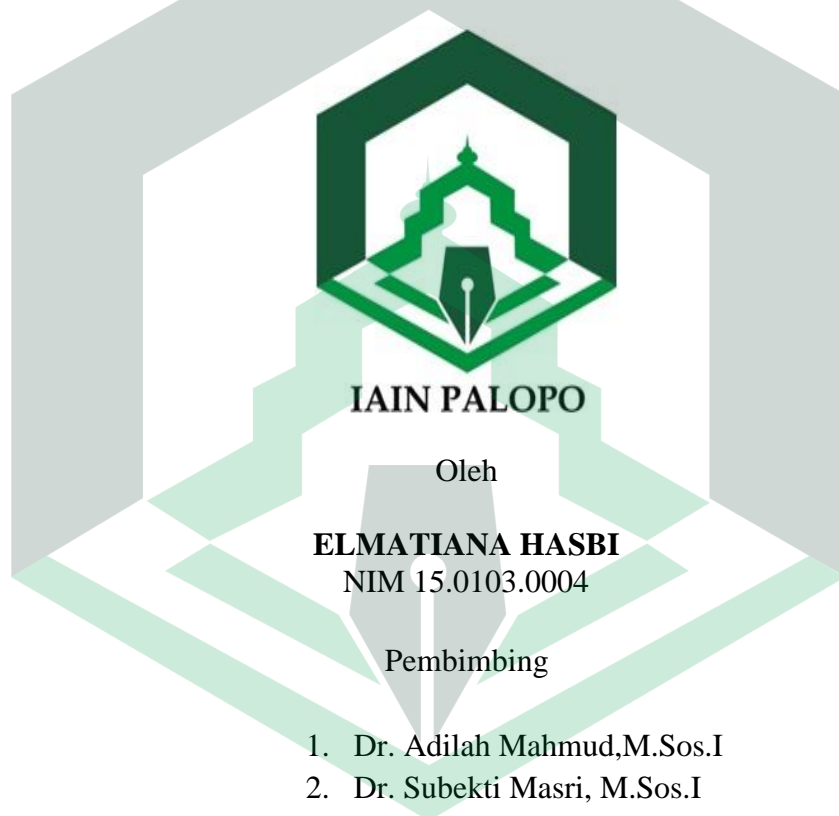 IAIN PALOPO
Oleh
ELMATIANA HASBI
NIM 15.0103.0004
Pembimbing
1. Dr. Adilah Mahmud,M.Sos.I
2. Dr. Subekti Masri, M.Sos.I